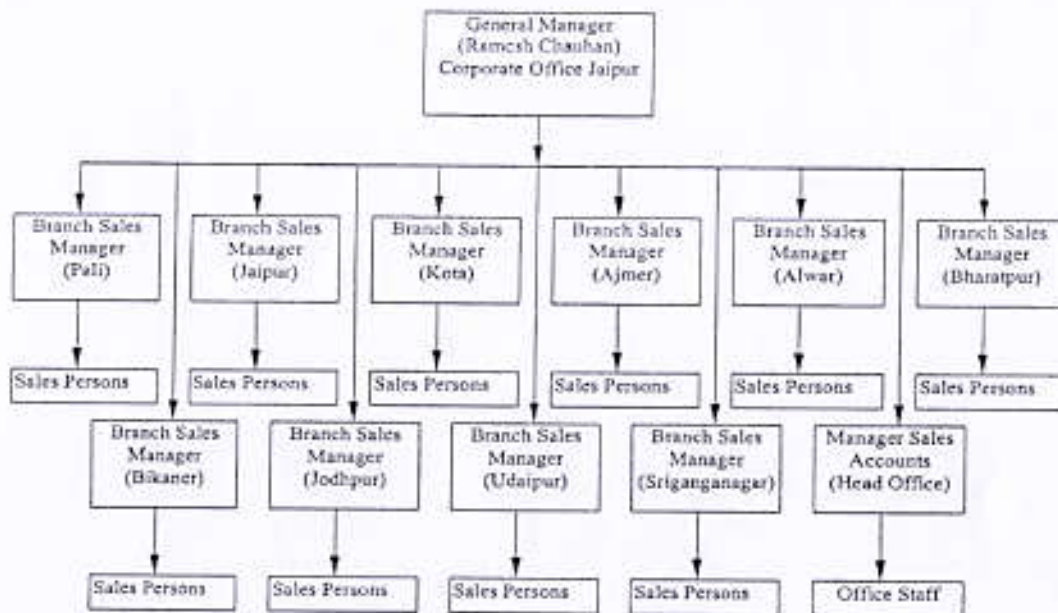 General Manager
(Ramesh Chauhan)
Corporate Office Jaipur
Branch Sales
Manager
(Pali)
Branch Sales
Manager
(Jaipur)
Branch Sales
Manager
(Kota)
Branch Sales
Manager
(Ajmer)
Branch Sales
Manager
(Alwar)
Branch Sales
Manager
(Bharatpur)
Sales Persons
Sales Persons
Sales Persons
Sales Persons
Sales Persons
Sales Persons
Branch Sales
Manager
(Bikaner)
Branch Sales
Manager
(Jodhpur)
Branch Sales
Manager
(Udaipur)
Branch Sales
Manager
(Sriganganagar)
Manager Sales
Accounts
(Head Office)
Sales Persons
Sales Persons
Sales Persons
Sales Persons
Office Staff